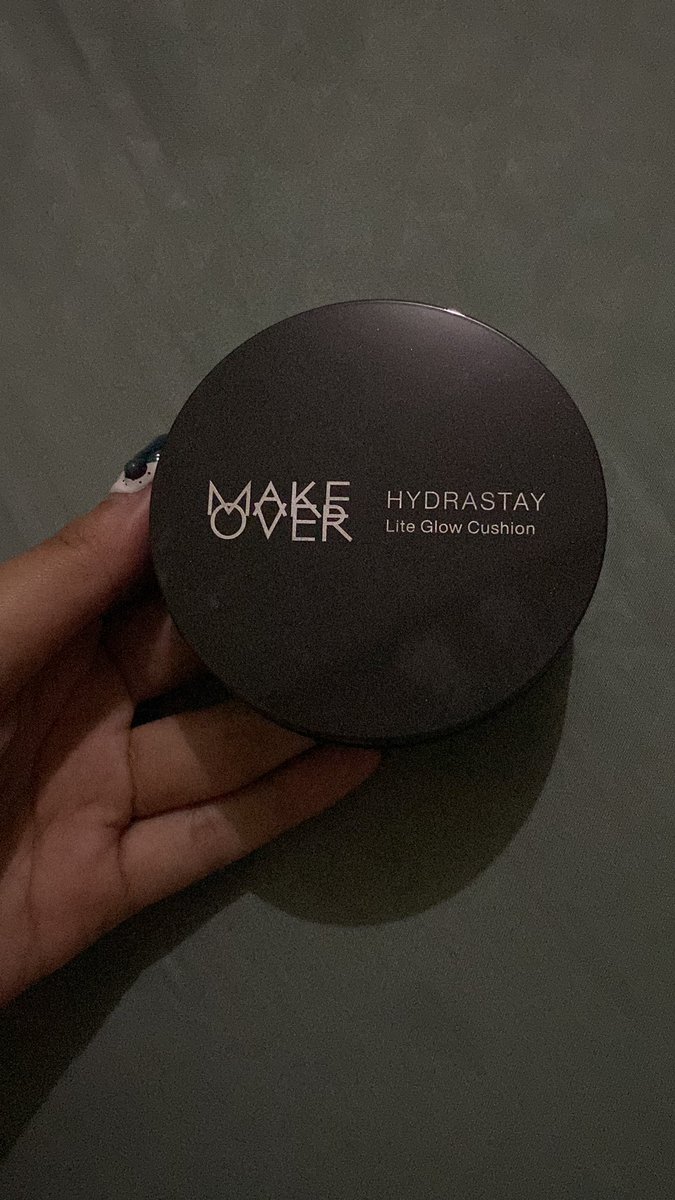 MAKE
OVER
HYDRASTAY
Lite Glow Cushion